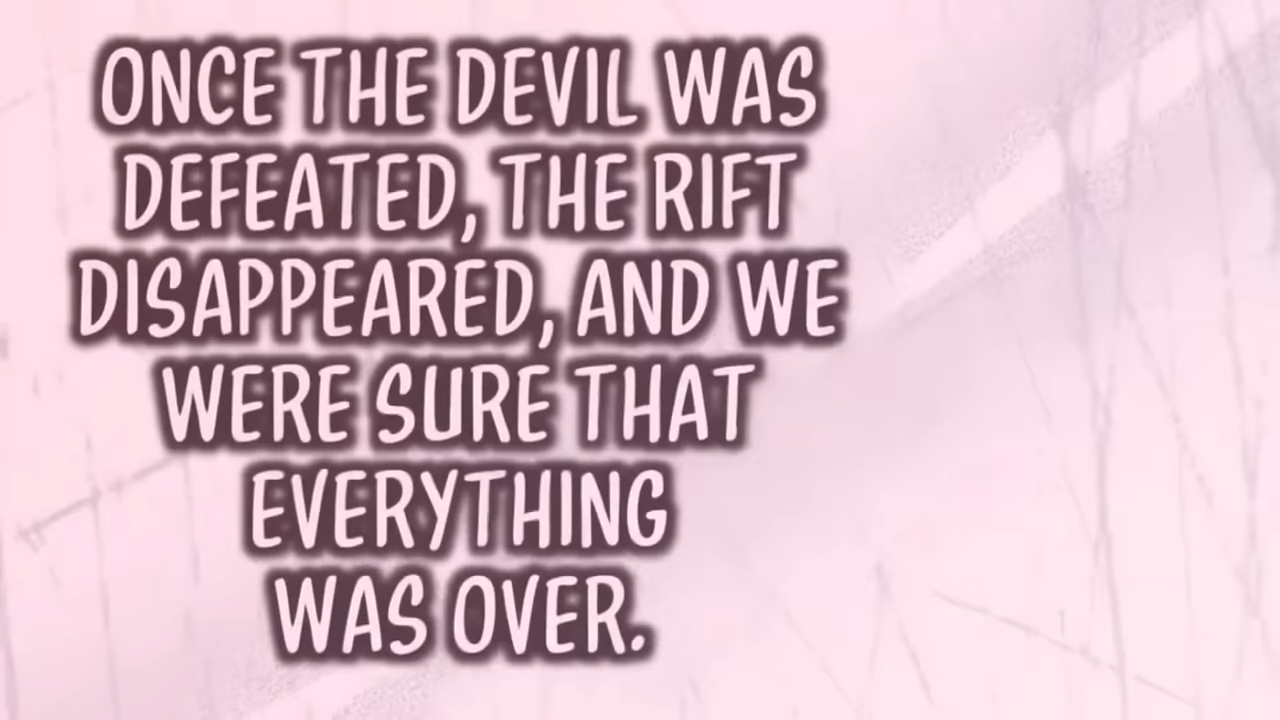 ONCE THE DEVIL WAS
DEFEATED, THE RIFT
DISAPPEARED, AND WE
WERE SURE THAT
EVERYTHING
WAS OVER.